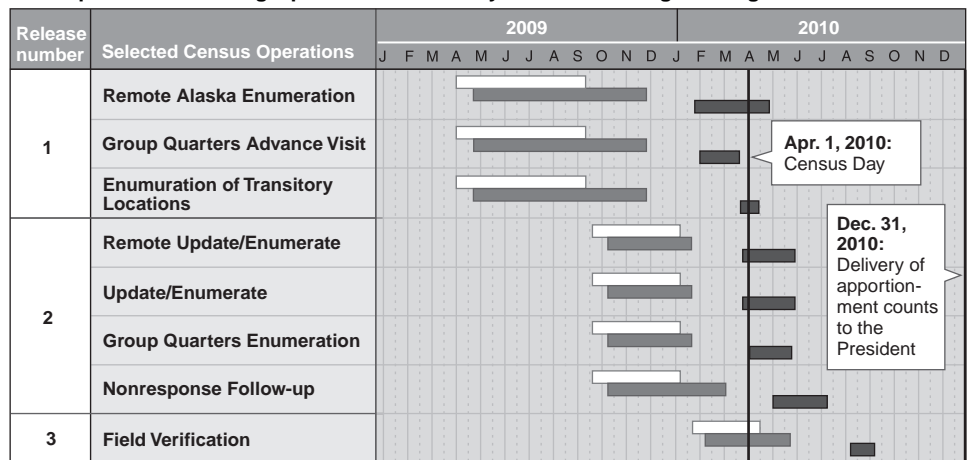 Release number
Selected Census Operations
2009
2010
J F M A M J J A S O N D J F M A M J J A S O N D
1
Remote Alaska Enumeration
Group Quarters Advance Visit
Enumuration of Transitory
Locations
2
Remote Update/Enumerate
Update/Enumerate
Group Quarters Enumeration
Nonresponse Follow-up
3
Field Verification
Apr. 1, 2010:
Census Day
Dec. 31,
2010:
Delivery of
apportion-
ment counts
to the
President